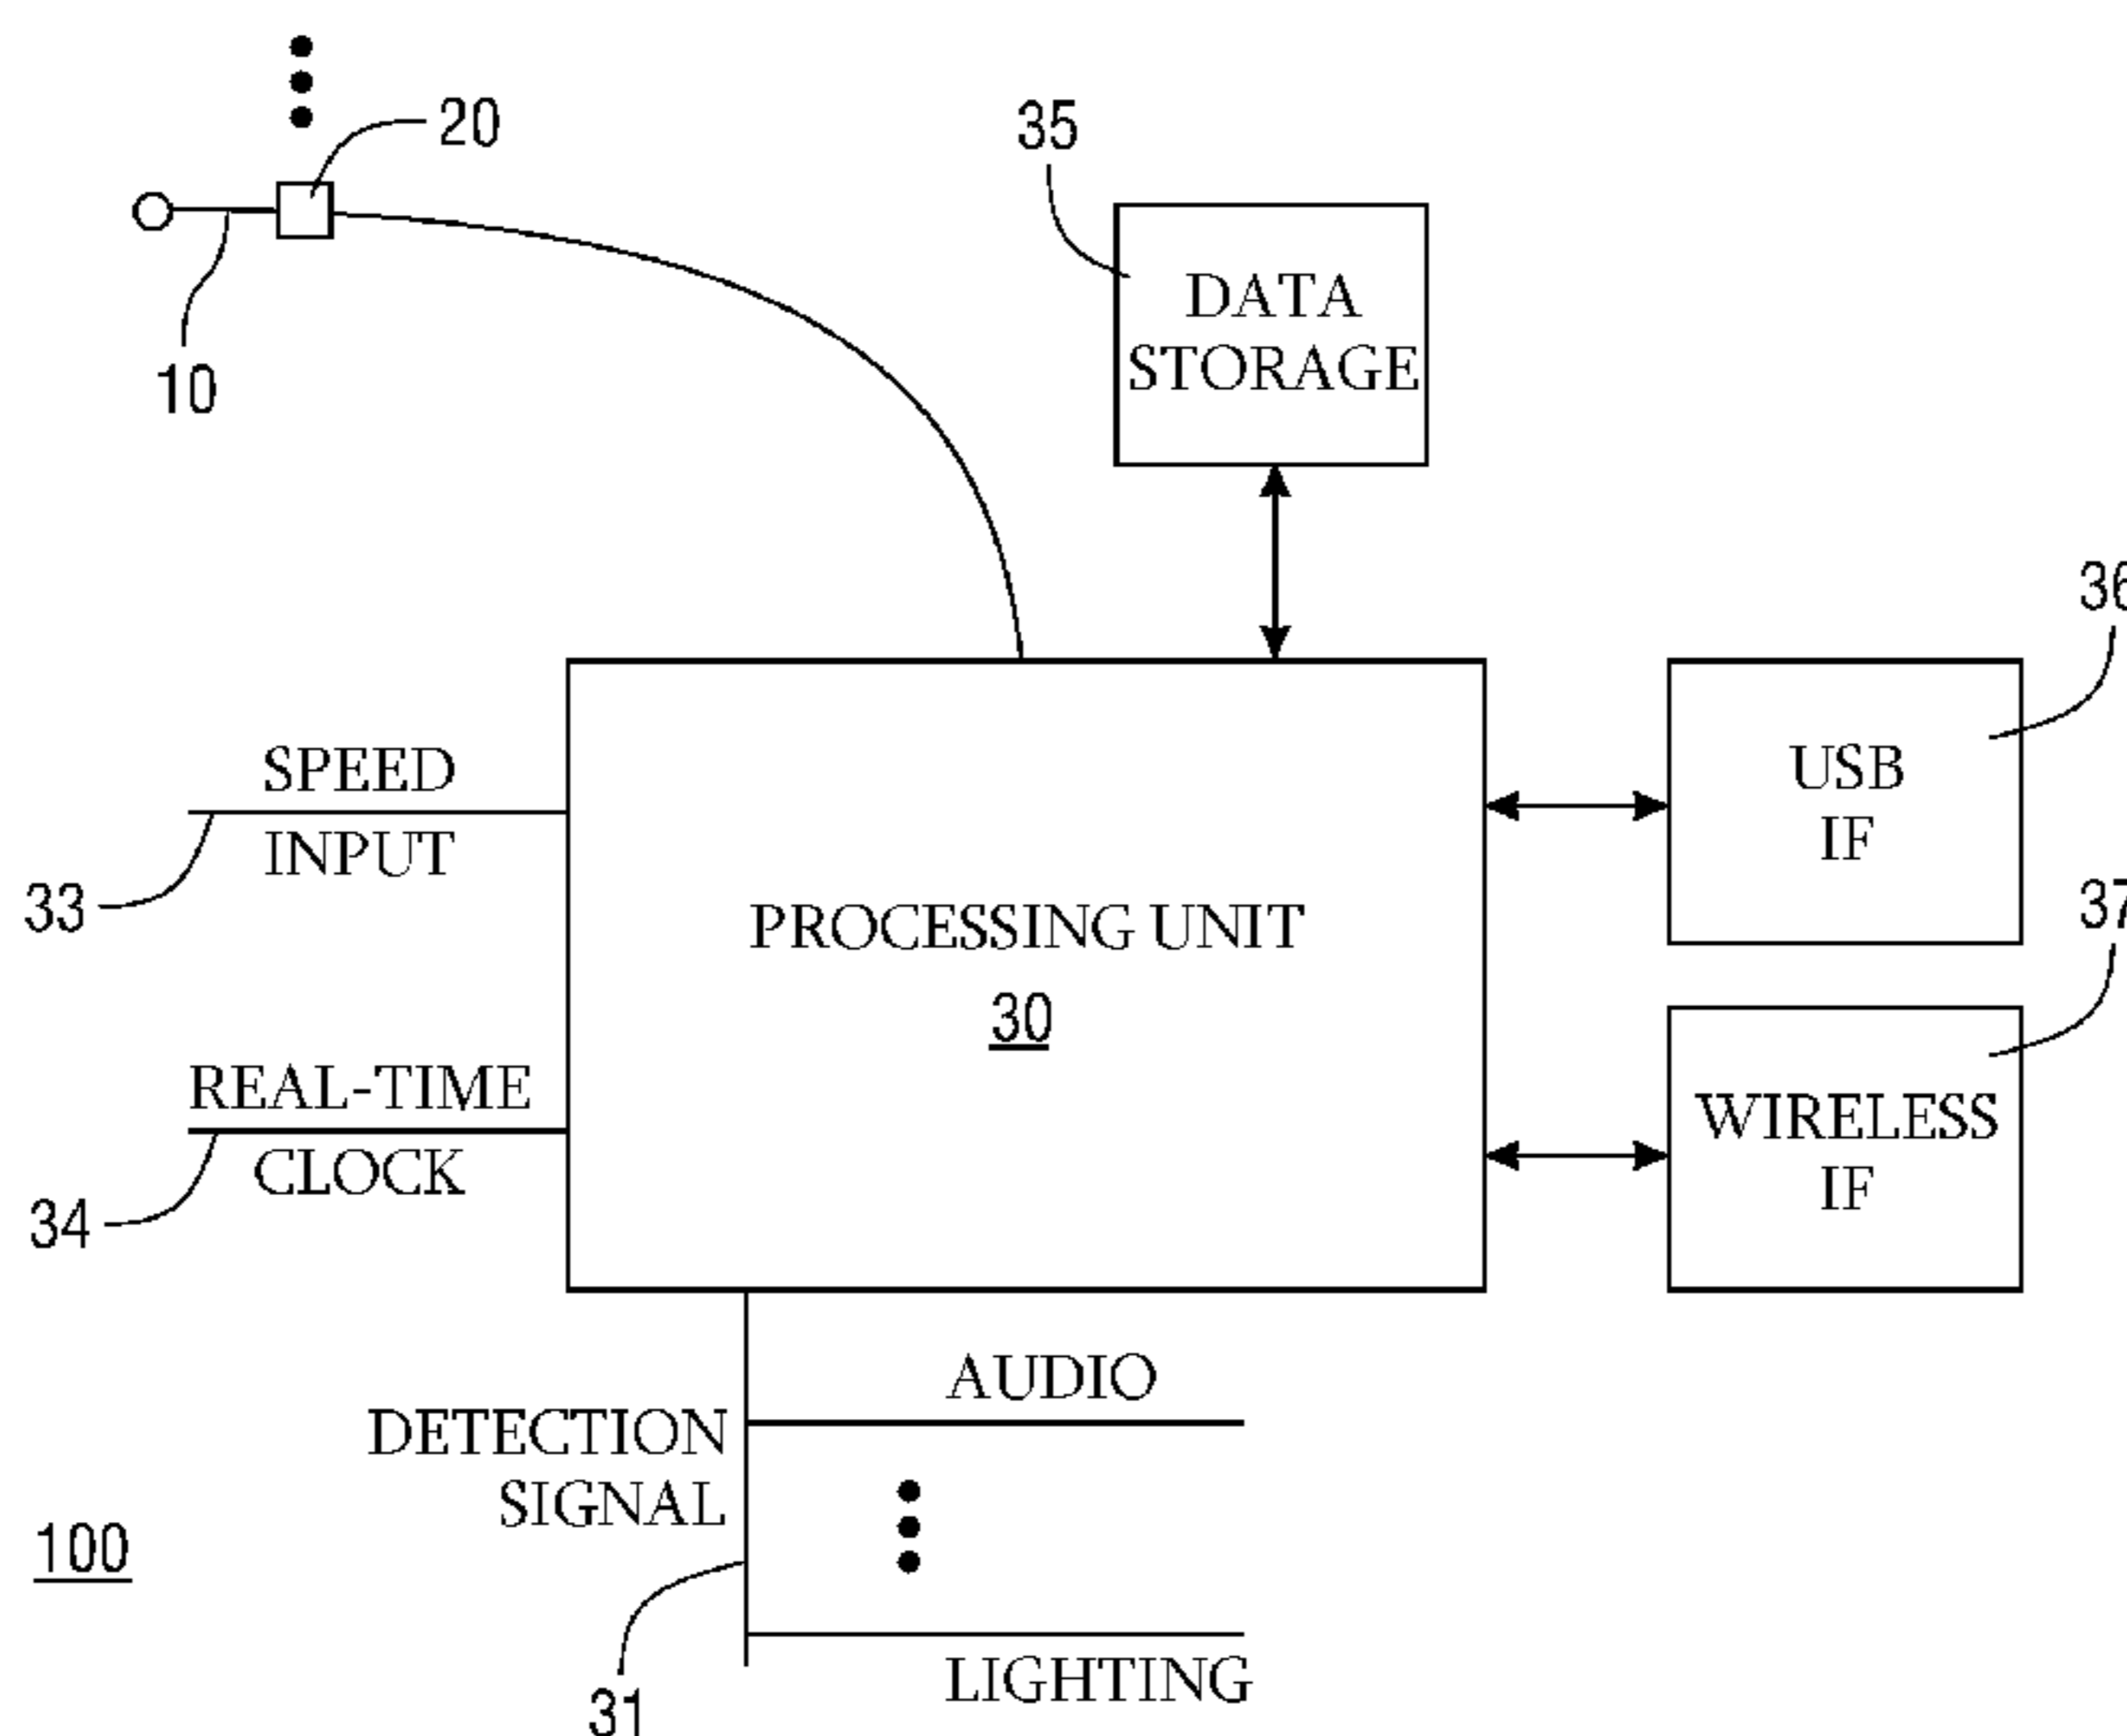 20
35
DATA
STORAGE
10
36
SPEED
INPUT
USB
IF
33
37
PROCESSING UNIT
30
REAL-TIME
CLOCK
WIRELESS
IF
34
AUDIO
DETECTION
SIGNAL
100
LIGHTING
31